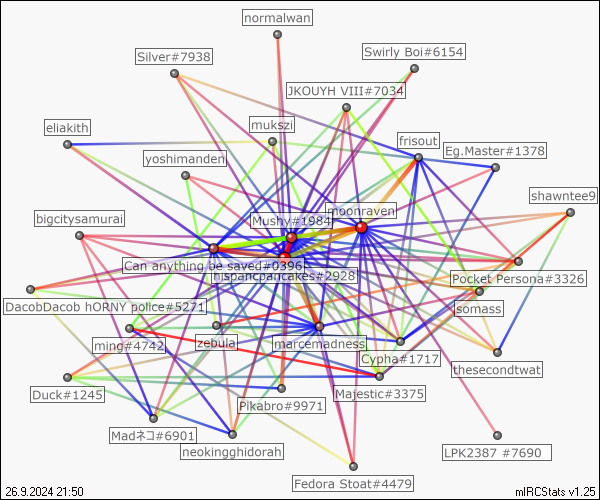 normalwan
Swirly Boi#6154
Silver#7938
JKOUYH VIII#7034
mukszi
eliakith
frisout
Eg.Master#1378
yoshimanden
shawntee9
moonraven
bigcitysamurai
Mushy#1984
Can anything be saved#0396
hispancpancakes#2928
Pocket Persona#3326
DacobDacob hORNY police#5271
somass
ming#4742
zebula
marcemadness
Cypha#1717
thesecondtwat
Duck#1245
Pikabro#9971
Majestic#3375
Madネコ#6901
neokingghidorah
LPK2387 #7690
Fedora Stoat#4479
26.9.2024 21:50
mIRCStats v1.25